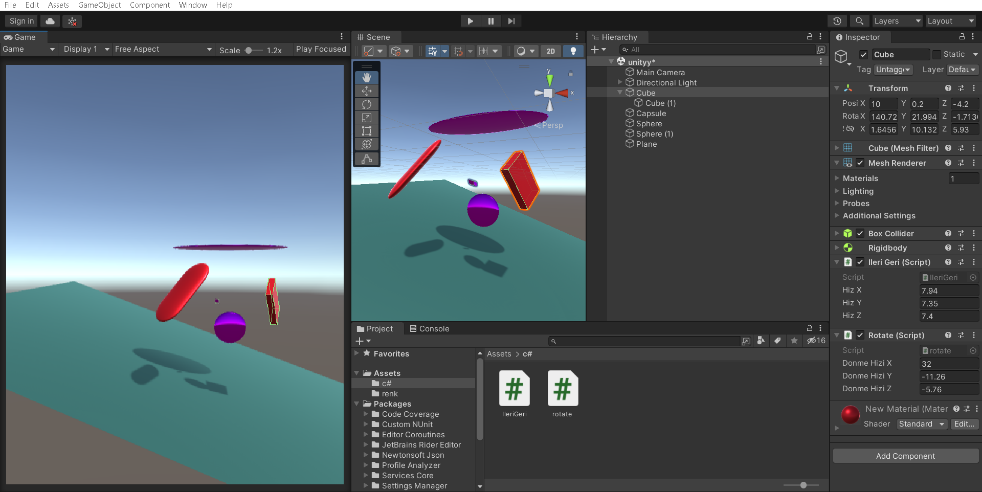 File Edit Assets GameObject Component Window Help
Sign in
Layers Layout
Game
Game Display 1 Free Aspect Scale 1.2x Play Focused
Scene
2D
y
x
Persp
Hierarchy
All
unityy*
Main Camera
Directional Light
Cube
Cube (1)
Capsule
Sphere
Sphere (1)
Plane
Project Console
16
Favorites
Assets
c#
renk
Packages
Code Coverage
Custom NUnit
Editor Coroutines
JetBrains Rider Editor
Newtonsoft Json
Profile Analyzer
Services Core
Settings Manager
Assets > c#
IleriGeri rotate
Inspector
Cube Static
Tag Untagg Layer Defau
Transform
Posi X 10 Y 0.2 Z -4.2
Rota X 140.72 Y 21.994 Z -1.713
X 1.6456 Y 10.132 Z 5.93
Cube (Mesh Filter)
Mesh Renderer
Materials 1
Lighting
Probes
Additional Settings
Box Collider
Rigidbody
Ileri Geri (Script)
Script IleriGeri
Hiz X 7.94
Hiz Y 7.35
Hiz Z 7.4
Rotate (Script)
Script rotate
Donme Hizi X 32
Donme Hizi Y -11.26
Donme Hizi Z -5.76
New Material (Mater
Shader Standard Edit...
Add Component